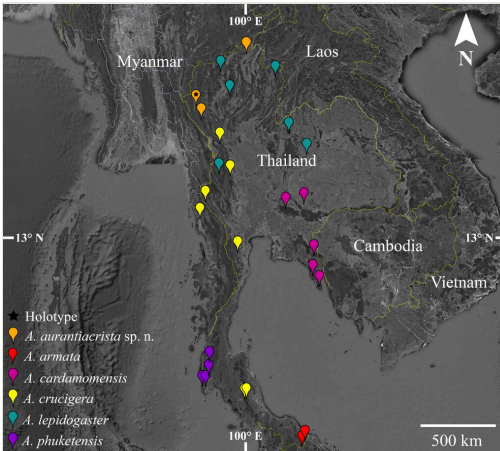 100° E
Myanmar
Laos
N
Thailand
13° N
13° N
Cambodia
Vietnam
Holotype
A. aurantiacrista sp. n.
A. armata
A. cardamomensis
A. crucigera
A. lepidogaster
A. phuketensis
100° E
500 km